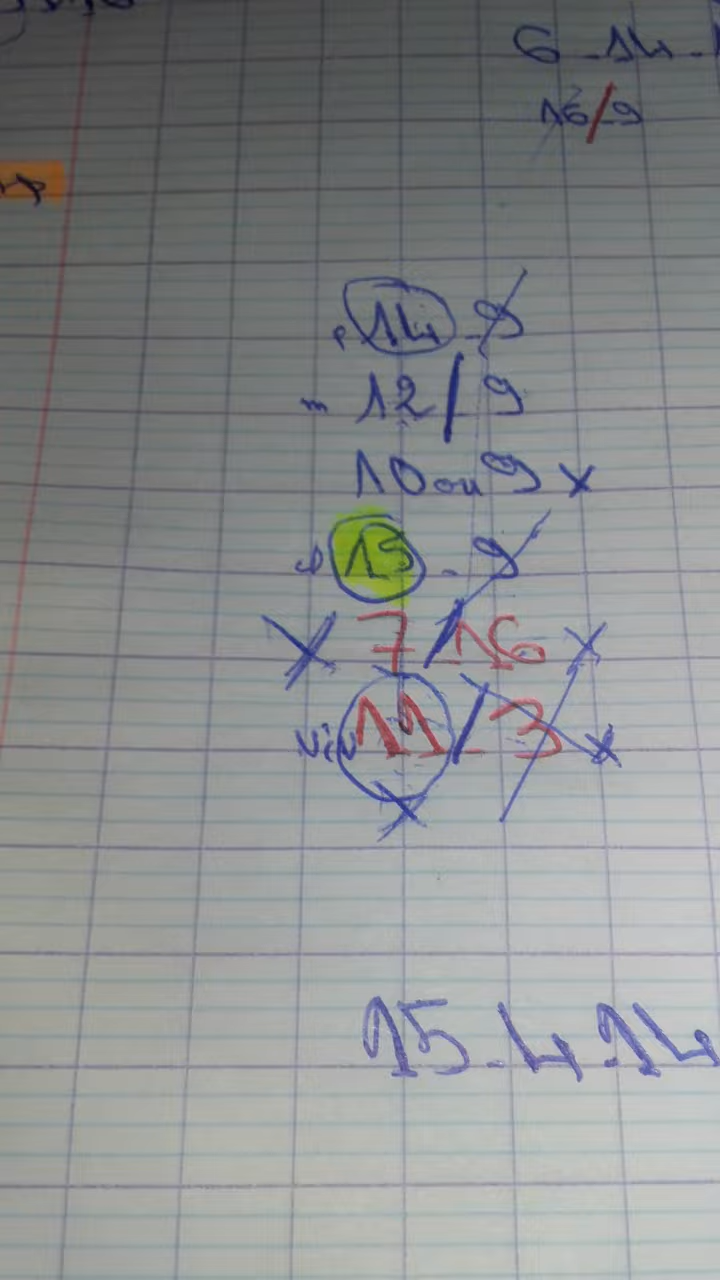 6 - 14 -
16/9
14 - 9
12 / 9
10 ou 9 x
15 - 9
X 7 / 16 x
11 / 3 x
x
15 - 4 14